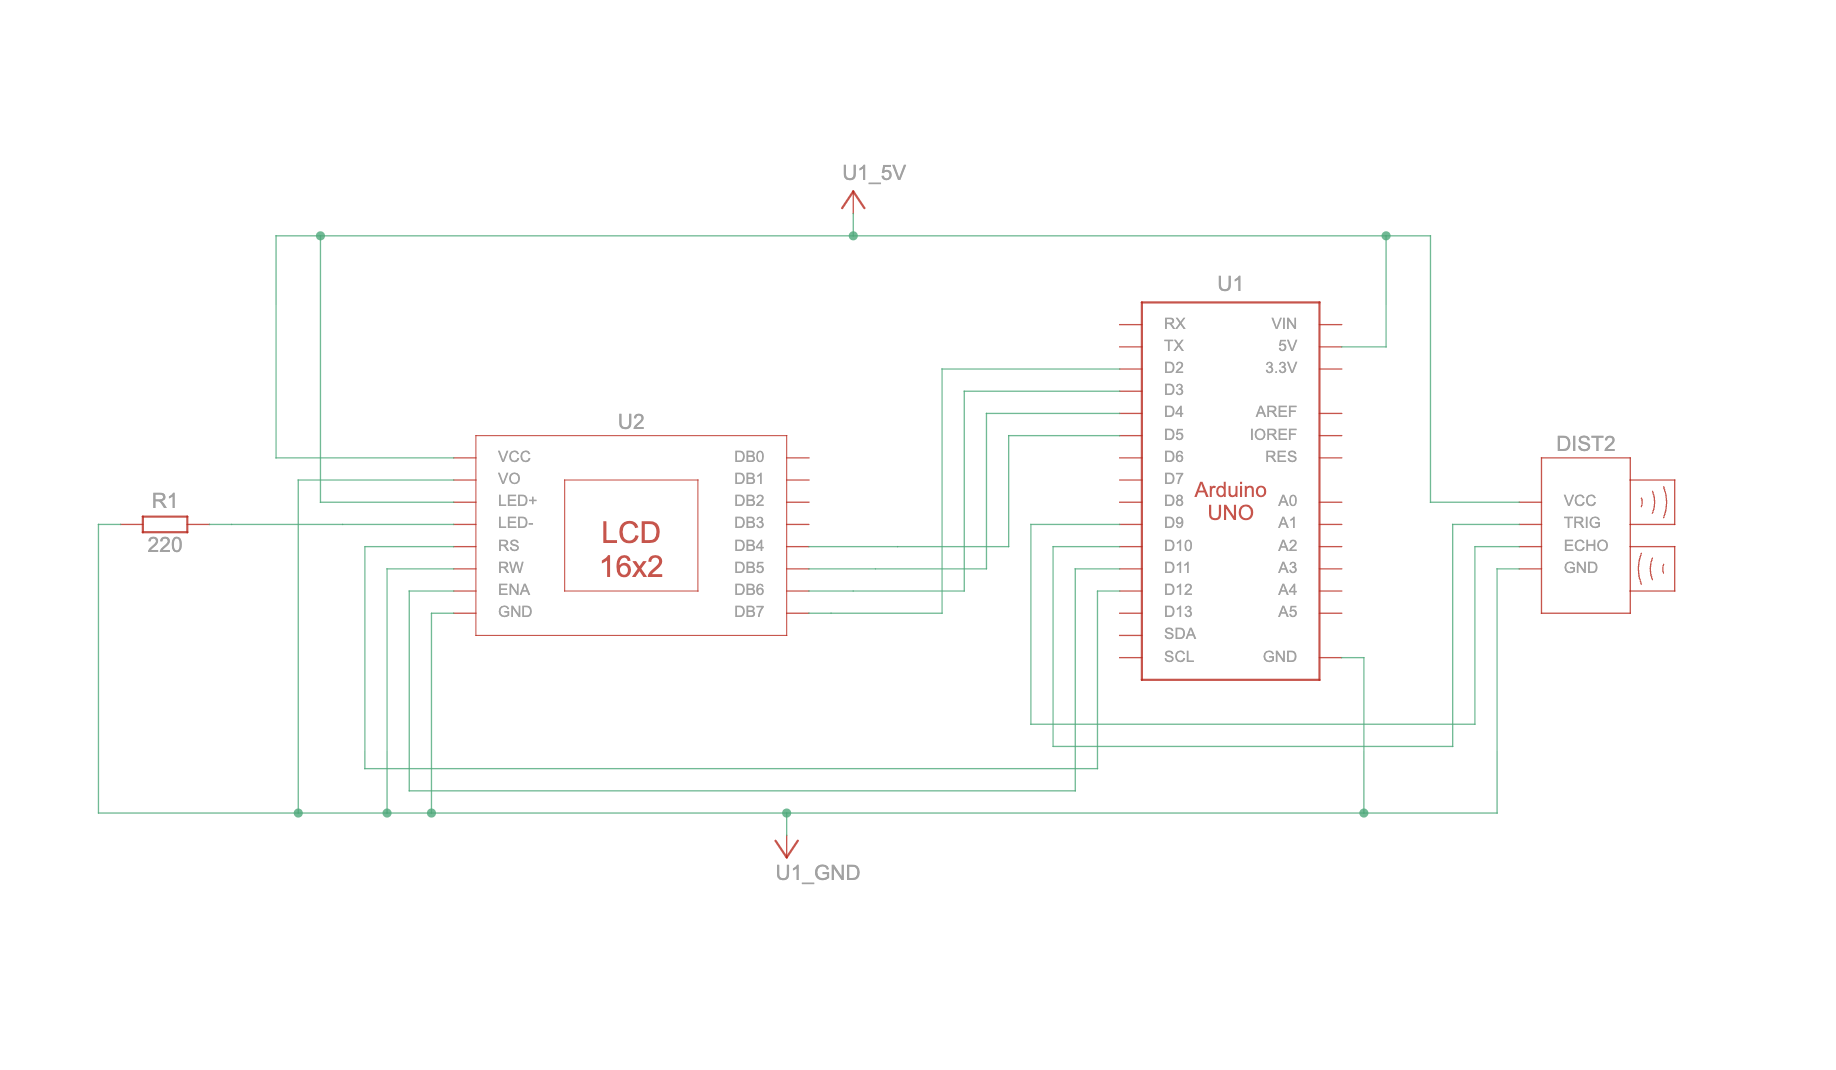 U1_5V
U1
RX
VIN
TX
5V
D2
3.3V
D3
D4
AREF
D5
IOREF
D6
RES
D7
D8
A0
D9
A1
D10
A2
D11
A3
D12
A4
D13
A5
SDA
SCL
GND
Arduino
UNO
U2
VCC
DB0
VO
DB1
LED+
DB2
LED-
DB3
RS
DB4
RW
DB5
ENA
DB6
GND
DB7
LCD
16x2
R1
220
DIST2
VCC
TRIG
ECHO
GND
U1_GND